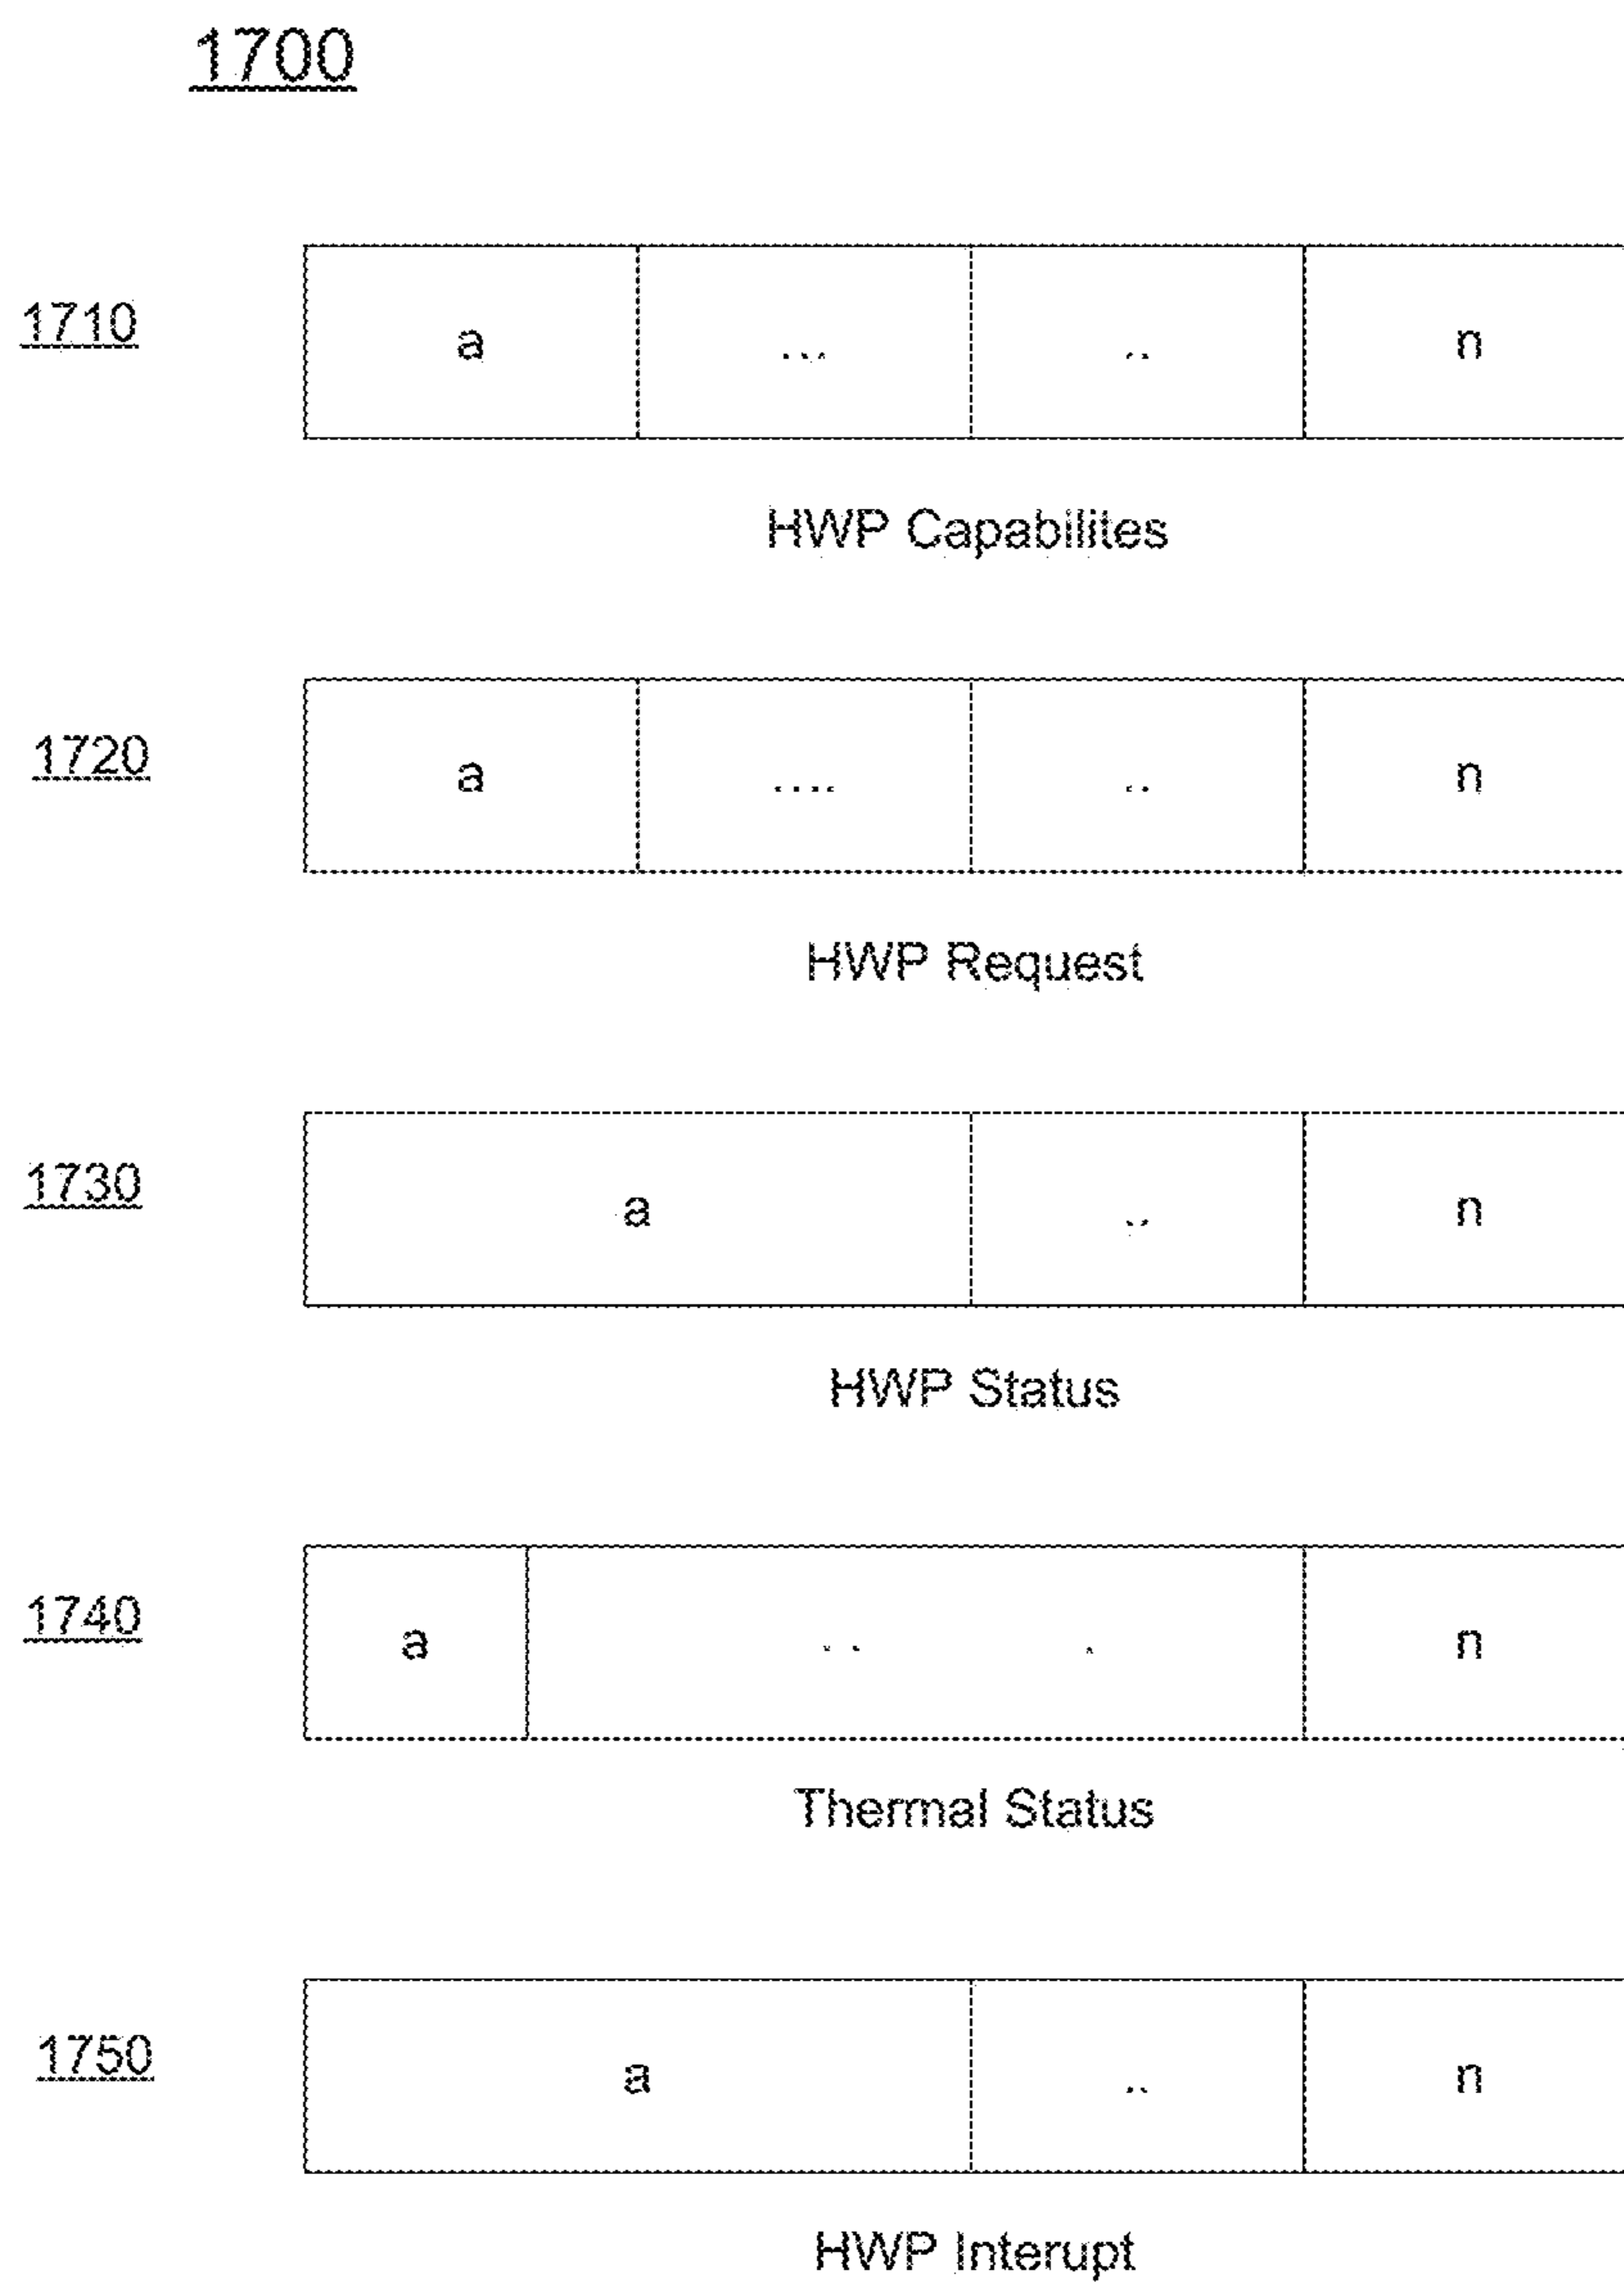 1700
1710 a ... .. n
HWP Capabilites
1720 a .... .. n
HWP Request
1730 a .. n
HWP Status
1740 a .. . n
Thermal Status
1750 a .. n
HWP Interupt